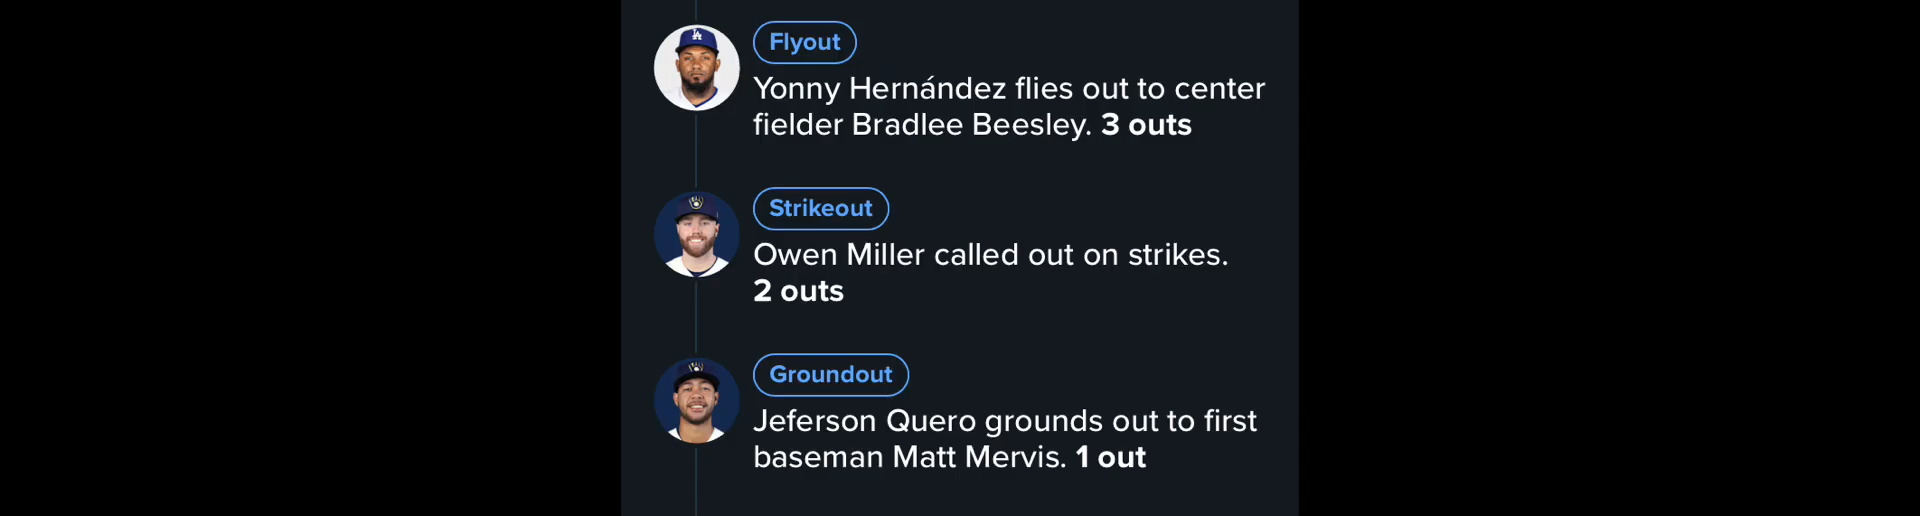 Flyout
Yonny Hernández flies out to center
fielder Bradlee Beesley. 3 outs
Strikeout
Owen Miller called out on strikes.
2 outs
Groundout
Jeferson Quero grounds out to first
baseman Matt Mervis. 1 out